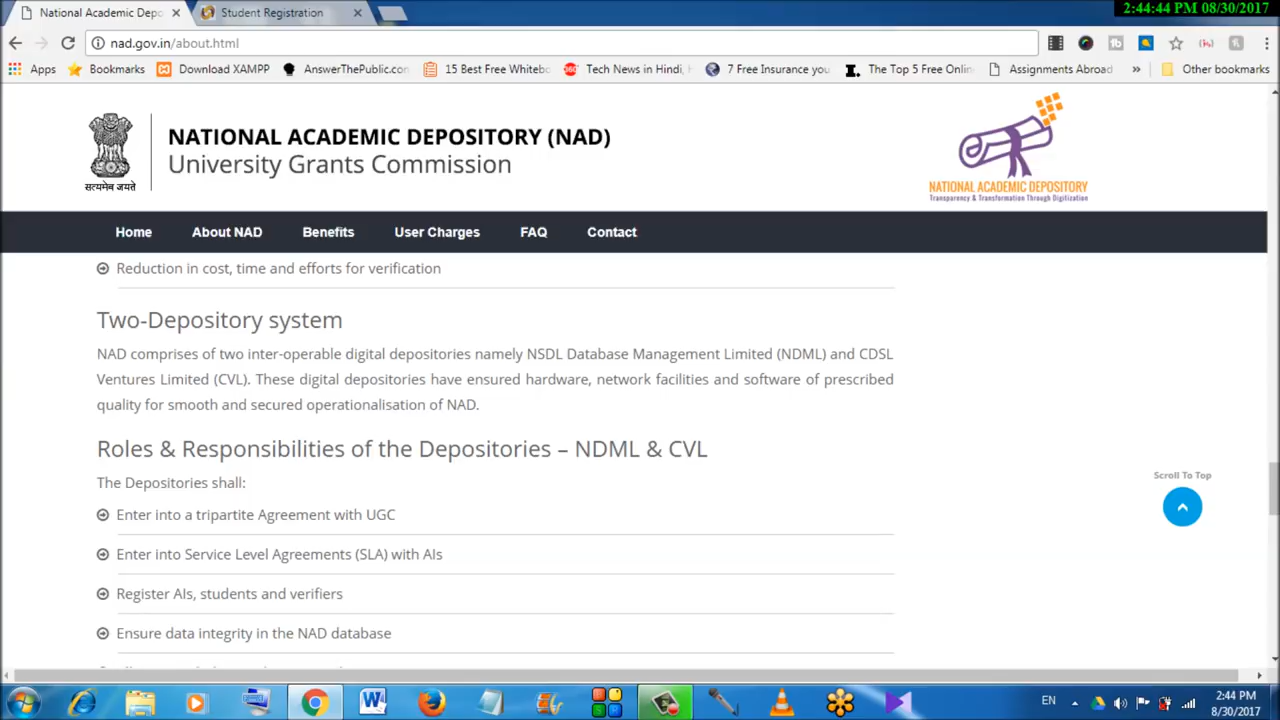 2:44:44 PM 08/30/2017
National Academic Depo
Student Registration
nad.gov.in/about.html
Apps
Bookmarks
Download XAMPP
AnswerThePublic.co
15 Best Free Whiteb
Tech News in Hindi,
7 Free Insurance you
The Top 5 Free Onlin
Assignments Abroad
»
Other bookmarks
सत्यमेव जयते
NATIONAL ACADEMIC DEPOSITORY (NAD)
University Grants Commission
NATIONAL ACADEMIC DEPOSITORY
Transparency & Transformation Through Digitization
Home
About NAD
Benefits
User Charges
FAQ
Contact
Reduction in cost, time and efforts for verification
Two-Depository system
NAD comprises of two inter-operable digital depositories namely NSDL Database Management Limited (NDML) and CDSL
Ventures Limited (CVL). These digital depositories have ensured hardware, network facilities and software of prescribed
quality for smooth and secured operationalisation of NAD.
Roles & Responsibilities of the Depositories – NDML & CVL
The Depositories shall:
Enter into a tripartite Agreement with UGC
Enter into Service Level Agreements (SLA) with AIs
Register AIs, students and verifiers
Ensure data integrity in the NAD database
Scroll To Top
EN
2:44 PM
8/30/2017